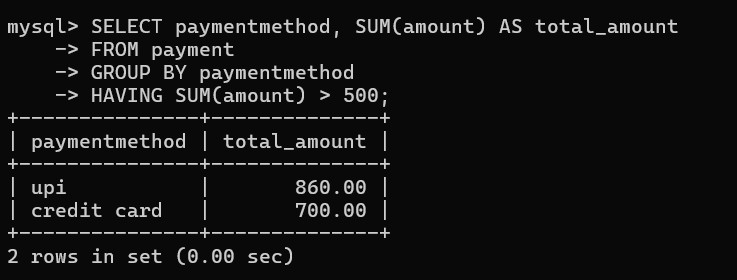 mysql> SELECT paymentmethod, SUM(amount) AS total_amount
    -> FROM payment
    -> GROUP BY paymentmethod
    -> HAVING SUM(amount) > 500;
+---------------+--------------+
| paymentmethod | total_amount |
+---------------+--------------+
| upi           |       860.00 |
| credit card   |       700.00 |
+---------------+--------------+
2 rows in set (0.00 sec)